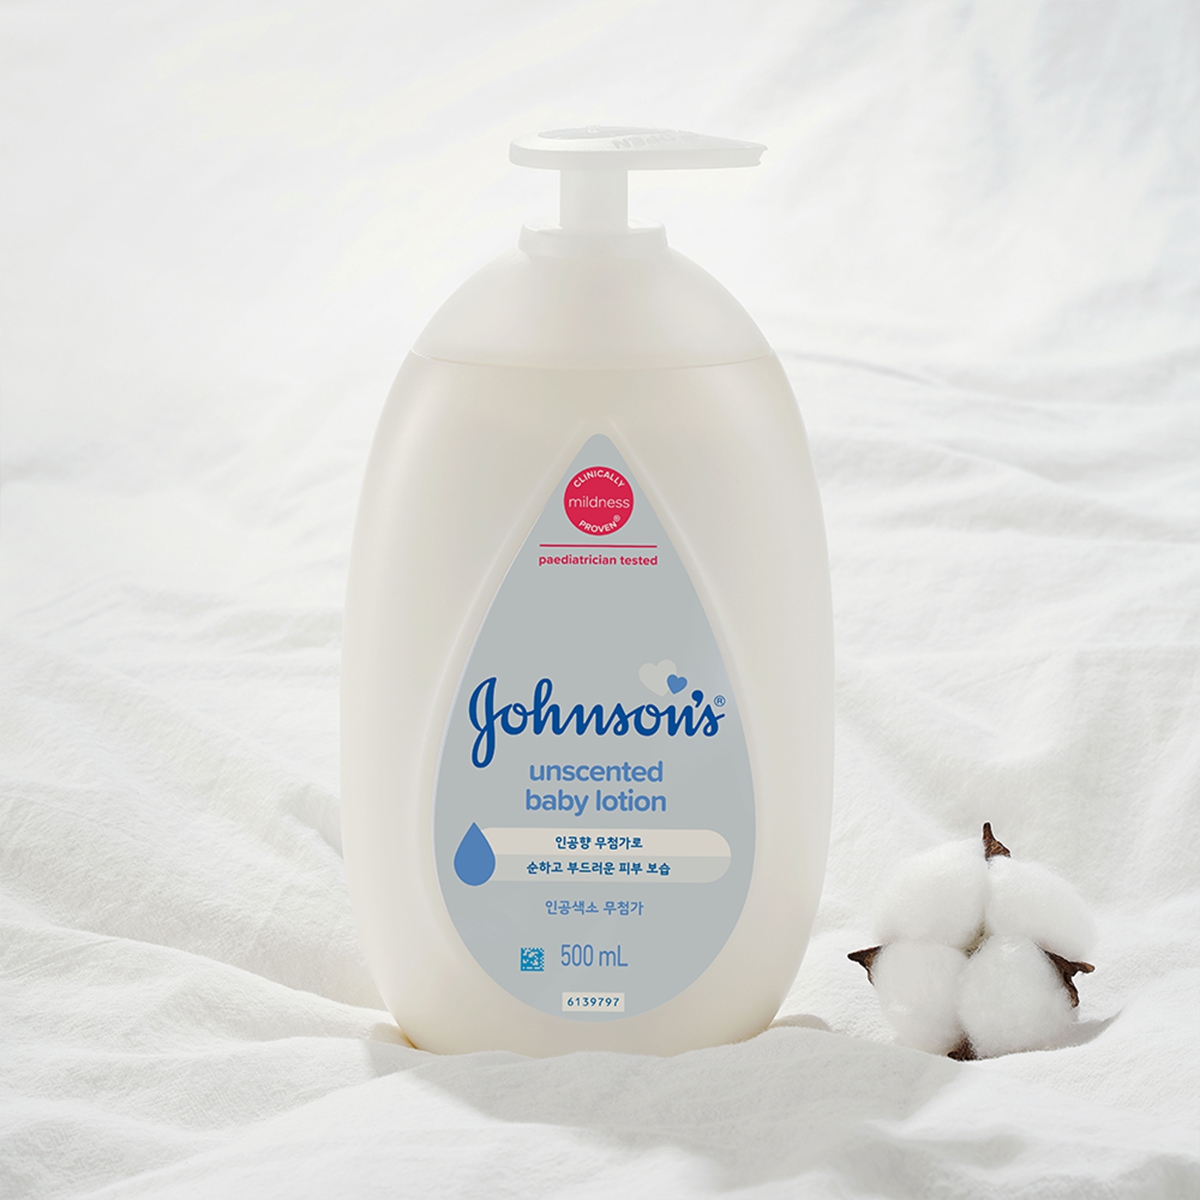 OPEN
CLINICALLY
mildness
PROVEN®
paediatrician tested
Johnson's®
unscented
baby lotion
인공향 무첨가로
순하고 부드러운 피부 보습
인공색소 무첨가
500 mL
6139797